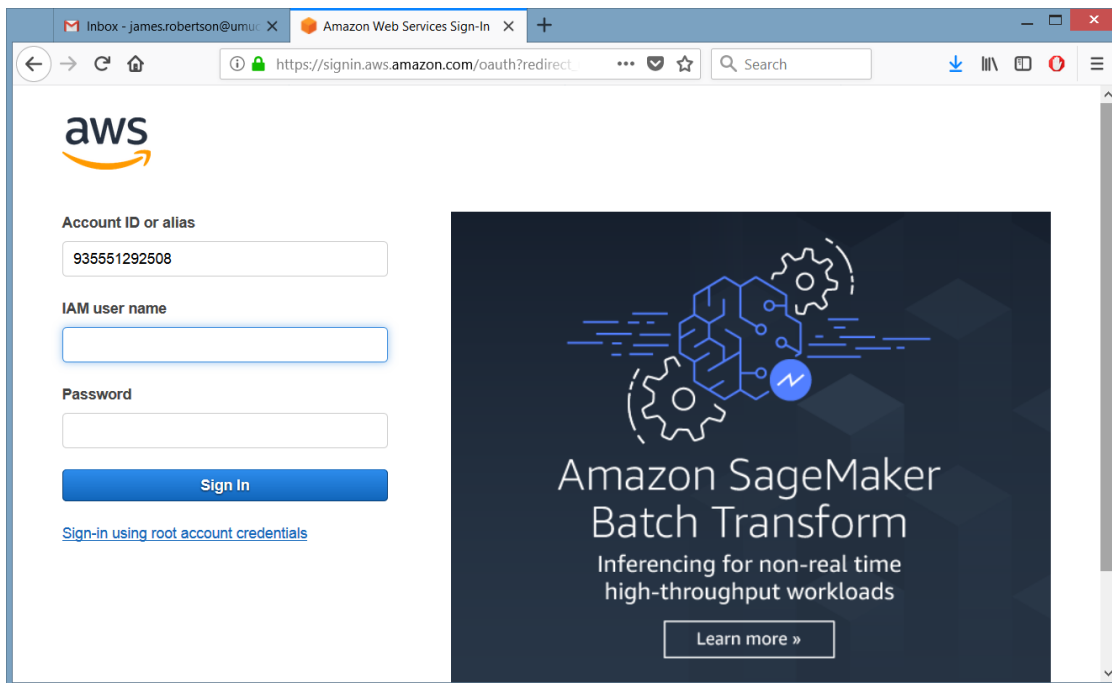 Inbox - james.robertson@umuc
Amazon Web Services Sign-In
https://signin.aws.amazon.com/oauth?redirect_
Search
aws
Account ID or alias
935551292508
IAM user name
Password
Sign In
Sign-in using root account credentials
Amazon SageMaker
Batch Transform
Inferencing for non-real time
high-throughput workloads
Learn more »